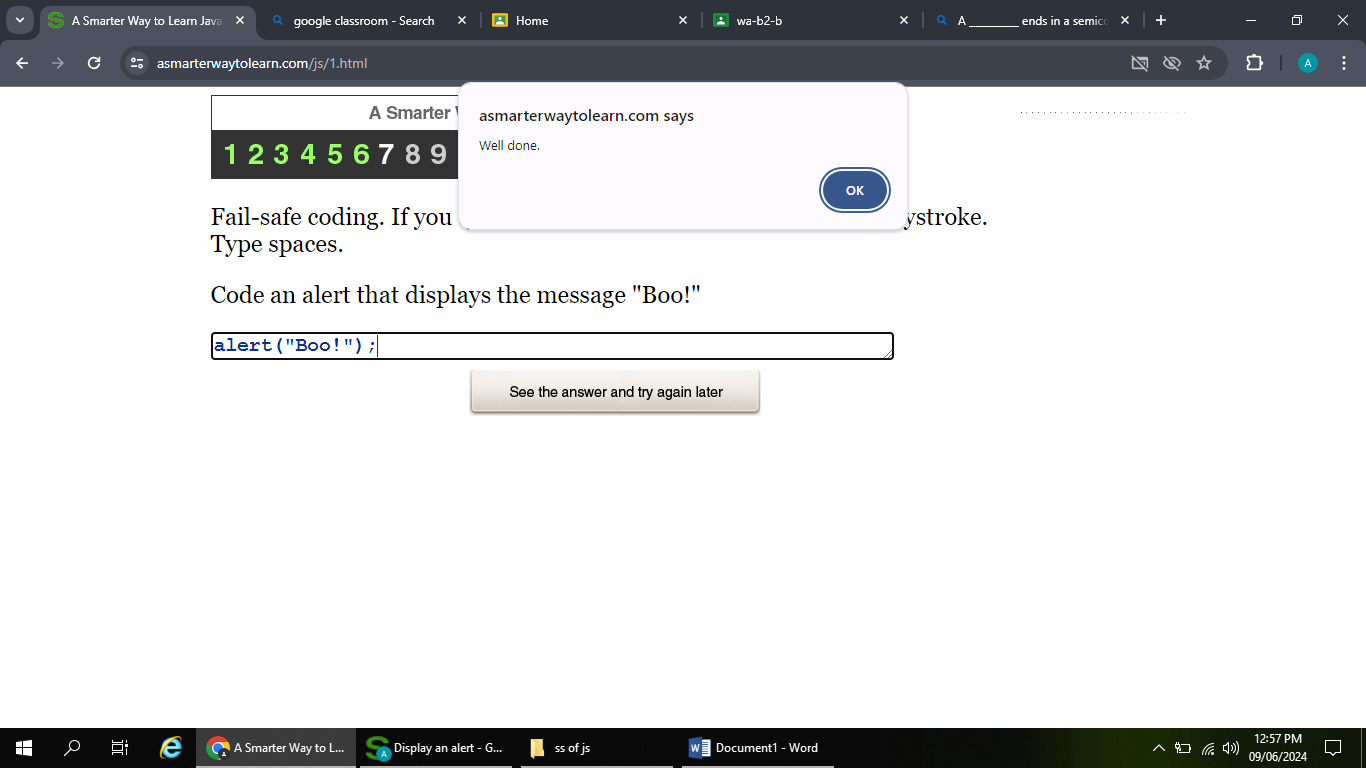 A Smarter Way to Learn Java
google classroom - Search
Home
wa-b2-b
A ________ ends in a semico
asmarterwaytolearn.com/js/1.html
A
A Smarter
asmarterwaytolearn.com says
Well done.
OK
1 2 3 4 5 6 7 8 9
Fail-safe coding. If you
ystroke.
Type spaces.
Code an alert that displays the message "Boo!"
alert("Boo!");
See the answer and try again later
A Smarter Way to L...
Display an alert - G...
ss of js
Document1 - Word
12:57 PM
09/06/2024